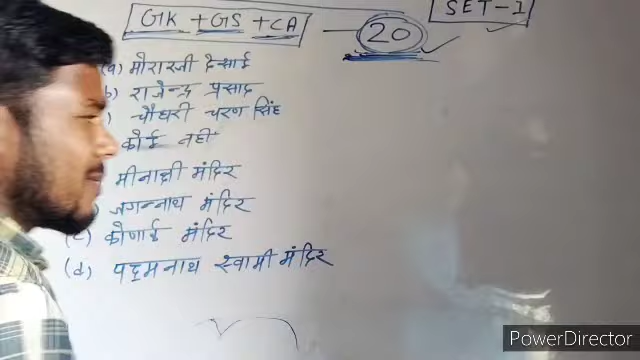 GK + GS + CA — 20
SET-1
(a) मोरारजी देसाई
b) राजेन्द्र प्रसाद
) चौधरी चरण सिंह
कोई नही
मीनाक्षी मंदिर
) जगन्नाथ मंदिर
(c) कोणार्क मंदिर
(d) पद्मनाथ स्वामी मंदिर
PowerDirector